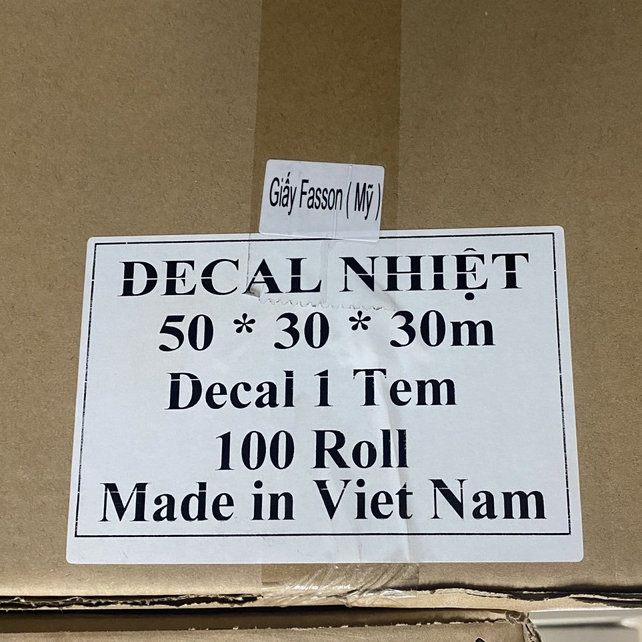 Giấy Fasson ( Mỹ )
DECAL NHIỆT
50 * 30 * 30m
Decal 1 Tem
100 Roll
Made in Viet Nam